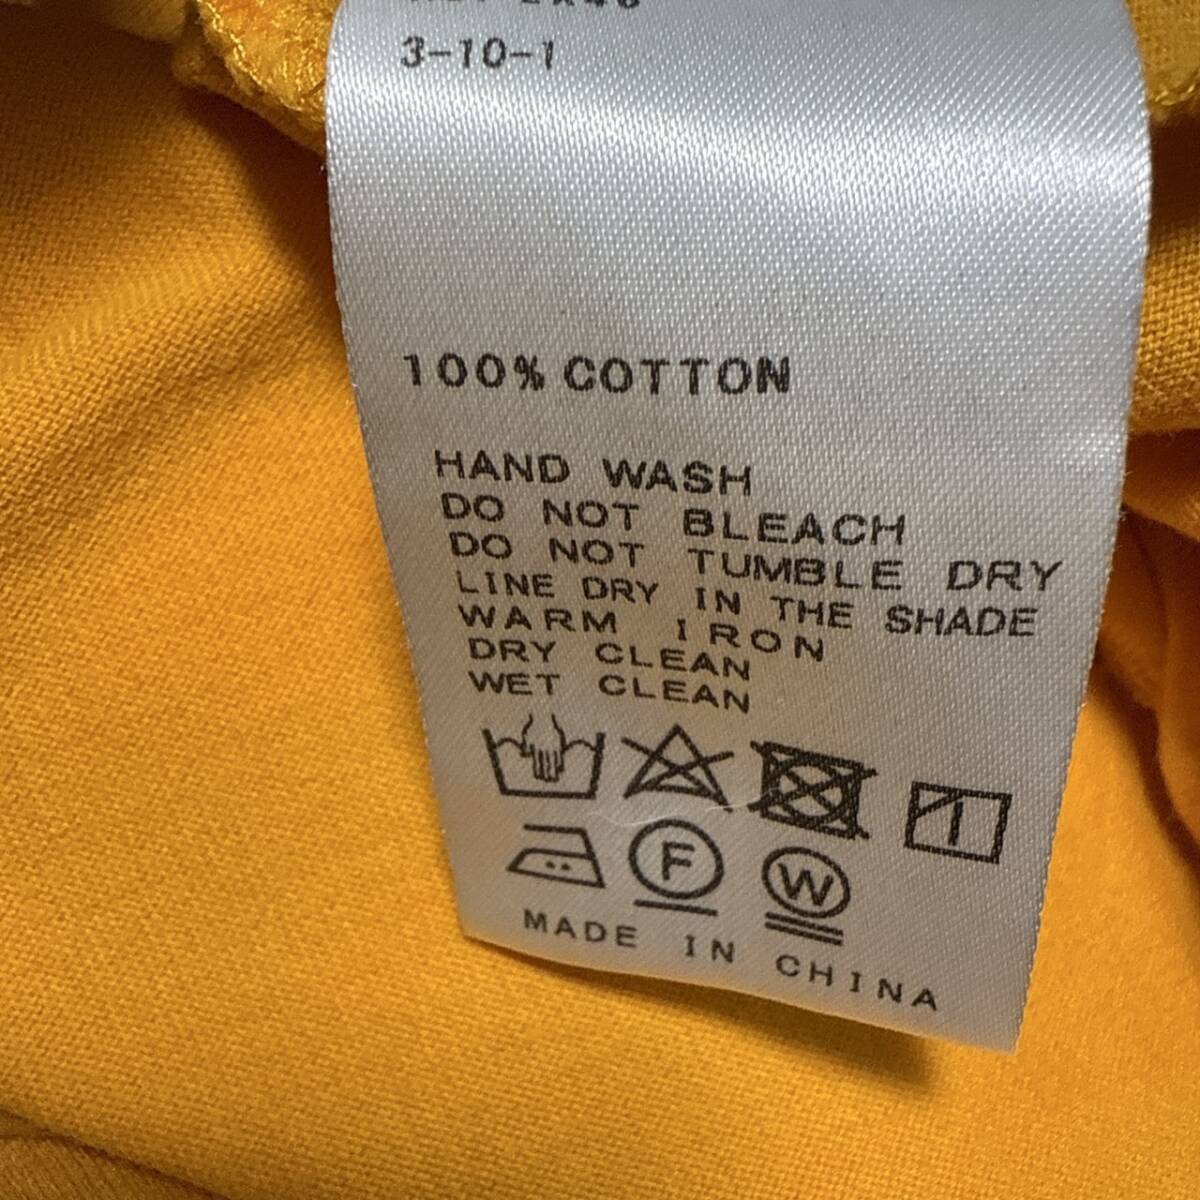 3-10-1
100% COTTON
HAND WASH
DO NOT BLEACH
DO NOT TUMBLE DRY
LINE DRY IN THE SHADE
WARM IRON
DRY CLEAN
WET CLEAN
F
W
MADE IN CHINA